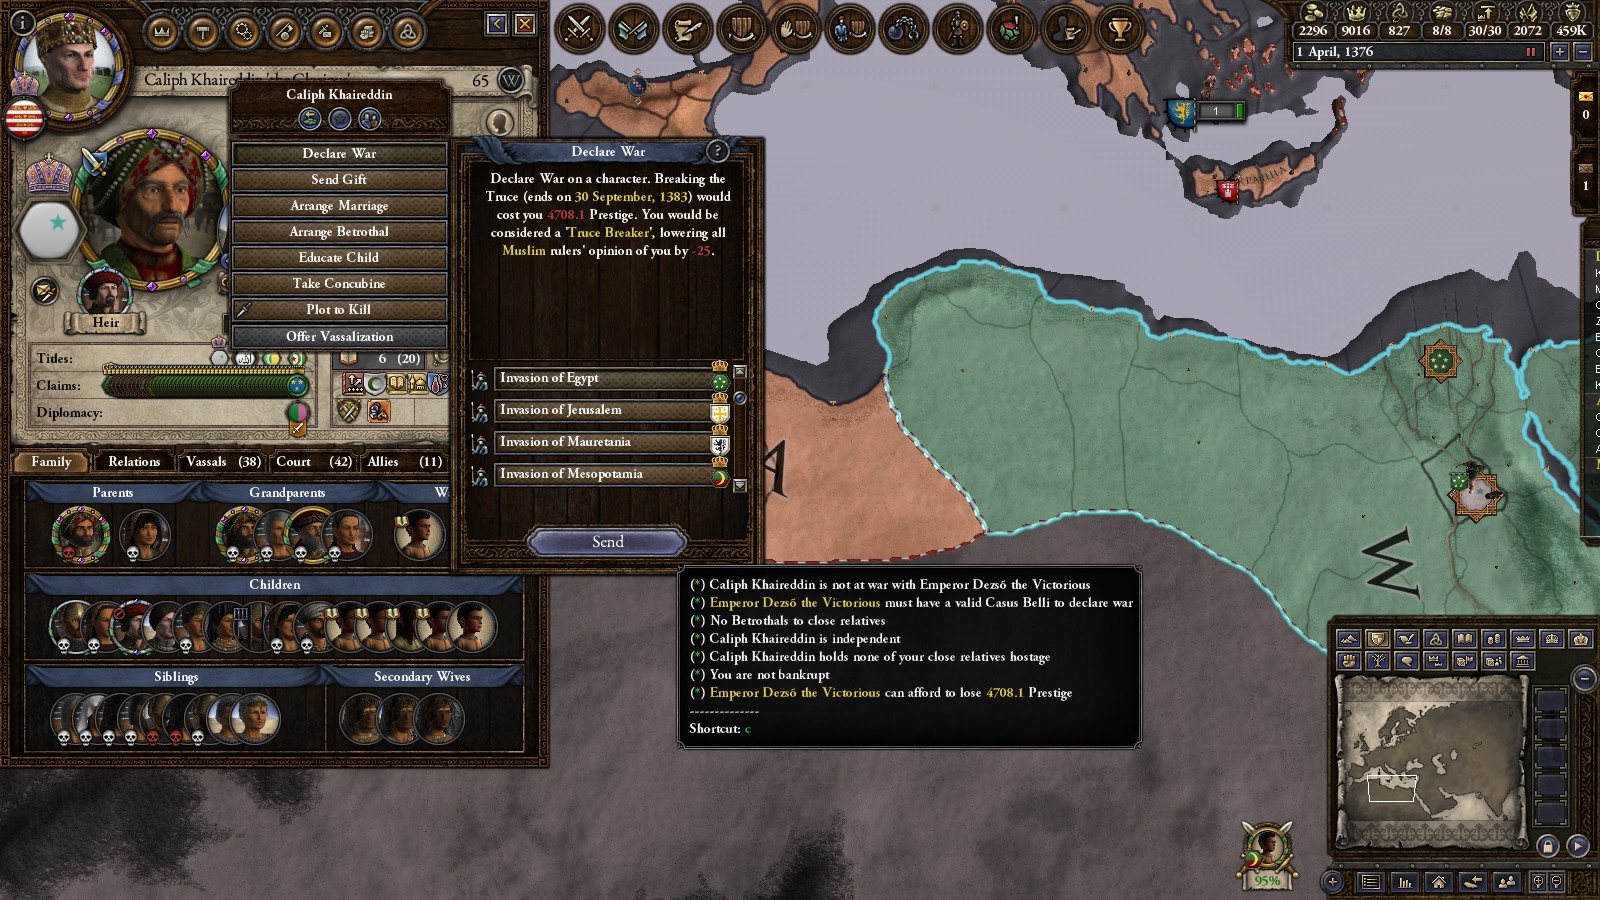 2296 9016 827 8/8 30/30 2072 459K
1 April, 1376
Caliph Khaireddin 'the Glorious' 65
Caliph Khaireddin
Declare War
Send Gift
Arrange Marriage
Arrange Betrothal
Educate Child
Take Concubine
Plot to Kill
Offer Vassalization
Heir
Titles:
Claims:
Diplomacy:
6 (20)
Family
Relations
Vassals (38)
Court (42)
Allies (11)
Parents
Grandparents
W
Children
Siblings
Secondary Wives
Declare War
?
Declare War on a character. Breaking the
Truce (ends on 30 September, 1383) would
cost you 4708.1 Prestige. You would be
considered a 'Truce Breaker', lowering all
Muslim rulers' opinion of you by -25.
Invasion of Egypt
Invasion of Jerusalem
Invasion of Mauretania
Invasion of Mesopotamia
Send
(*) Caliph Khaireddin is not at war with Emperor Dezső the Victorious
(*) Emperor Dezső the Victorious must have a valid Casus Belli to declare war
(*) No Betrothals to close relatives
(*) Caliph Khaireddin is independent
(*) Caliph Khaireddin holds none of your close relatives hostage
(*) You are not bankrupt
(*) Emperor Dezső the Victorious can afford to lose 4708.1 Prestige
--------------
Shortcut: c
1
0
1
A
W
95%